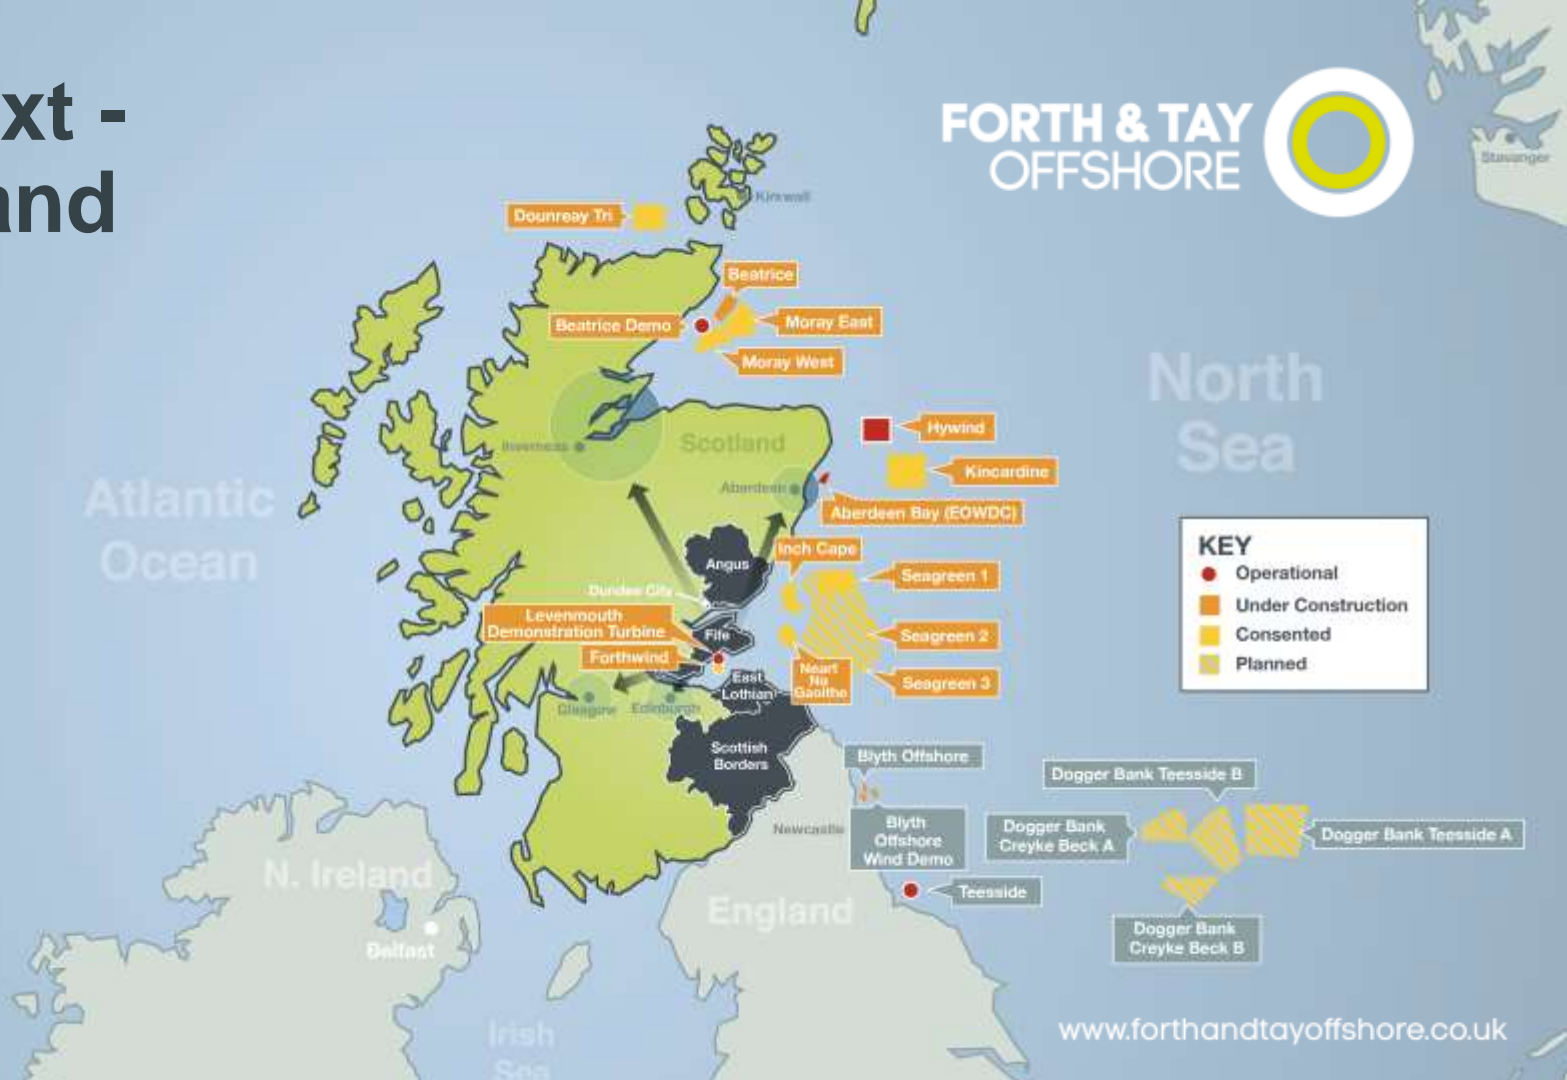 xt -
and
FORTH & TAY
OFFSHORE
Stavanger
Kirkwall
Dounreay Tri
Beatrice
Beatrice Demo
Moray East
Moray West
North
Sea
Hywind
Inverness
Scotland
Kincardine
Atlantic
Ocean
Aberdeen
Aberdeen Bay (EOWDC)
KEY
Operational
Under Construction
Consented
Planned
Inch Cape
Angus
Seagreen 1
Dundee City
Levenmouth
Demonstration Turbine
Fife
Seagreen 2
Forthwind
Neart
Na
Gaoithe
East
Lothian
Seagreen 3
Glasgow
Edinburgh
Scottish
Borders
Blyth Offshore
Dogger Bank Teesside B
Newcastle
Blyth
Offshore
Wind Demo
Dogger Bank
Creyke Beck A
Dogger Bank Teesside A
N. Ireland
Teesside
England
Belfast
Dogger Bank
Creyke Beck B
Irish
Sea
www.forthandtayoffshore.co.uk